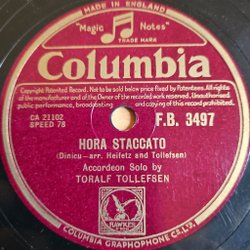 MADE IN ENGLAND
"Magic Notes"
TRADE MARK
Columbia
Copyright Patented Record. Not to be sold below price fixed by Patentees. All rights
of the manufacturer and of the Owner of the recorded work reserved. Unauthorised
public performance, broadcasting and copying of this record prohibited.
CA 21102
SPEED 78
F.B. 3497
HORA STACCATO
(Dinicu—arr. Heifetz and Tollefsen)
Accordeon Solo by
TORALF TOLLEFSEN
HAWKES
COLUMBIA GRAPHOPHONE Co. Ltd.